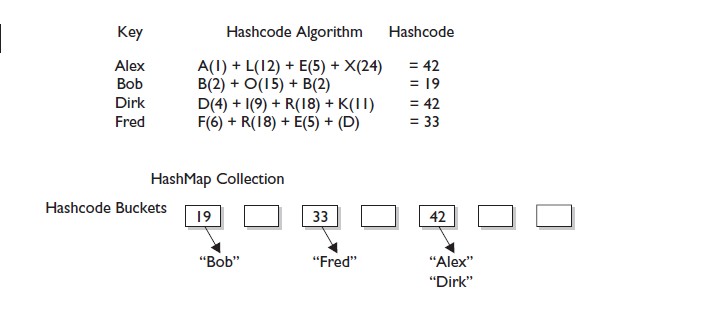 Key Hashcode Algorithm Hashcode
Alex A(1) + L(12) + E(5) + X(24) = 42
Bob B(2) + O(15) + B(2) = 19
Dirk D(4) + I(9) + R(18) + K(11) = 42
Fred F(6) + R(18) + E(5) + (D) = 33
HashMap Collection
Hashcode Buckets 19 33 42
“Bob” “Fred” “Alex”
“Dirk”